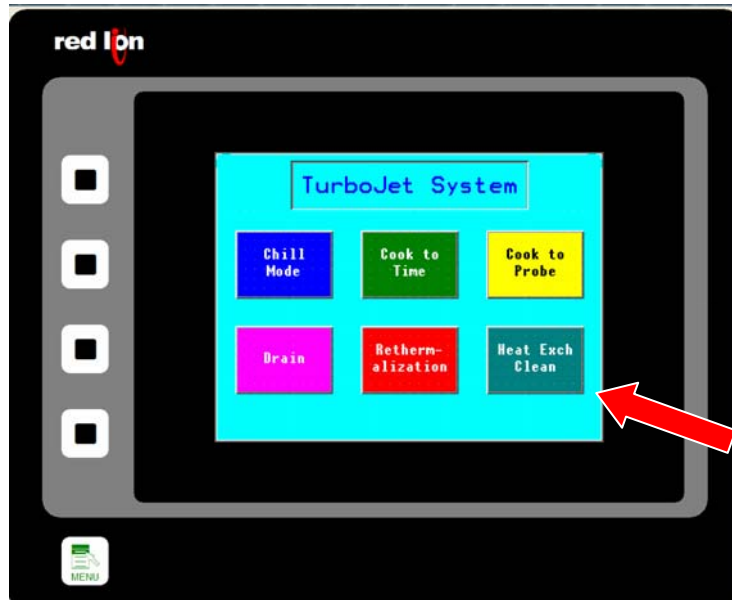 red lion
TurboJet System
Chill
Mode
Cook to
Time
Cook to
Probe
Drain
Retherm-
alization
Heat Exch
Clean
MENU